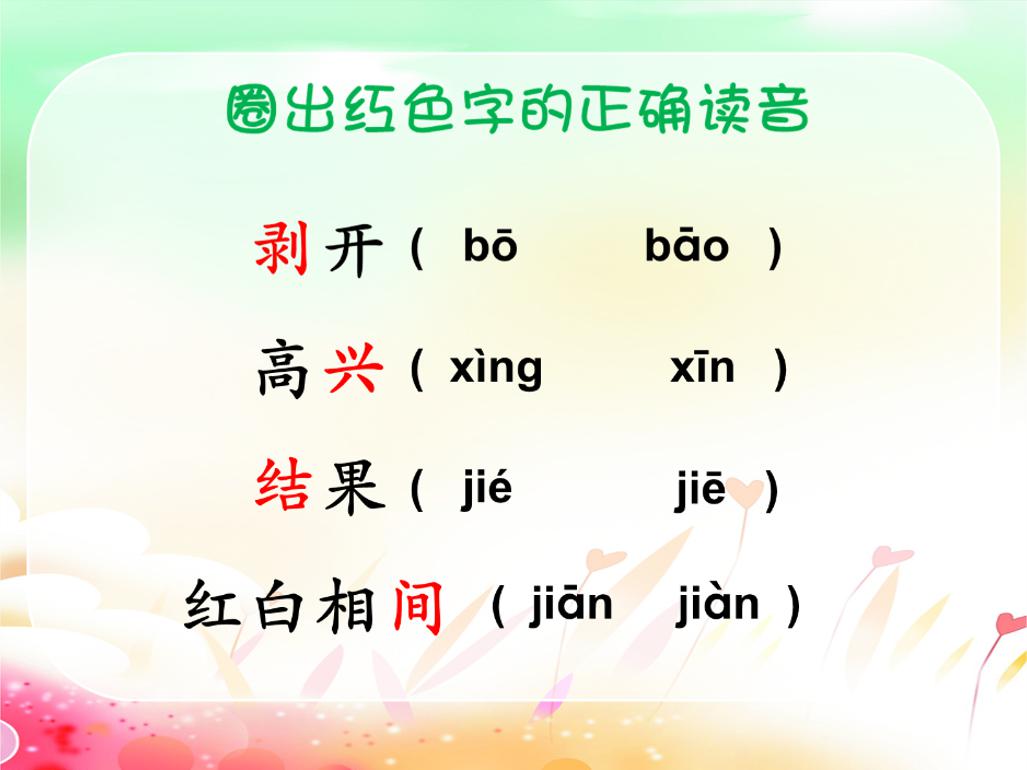 圈出红色字的正确读音
剥开( bō bāo )
高兴( xìng xīn )
结果( jié jiē )
红白相间( jiān jiàn )